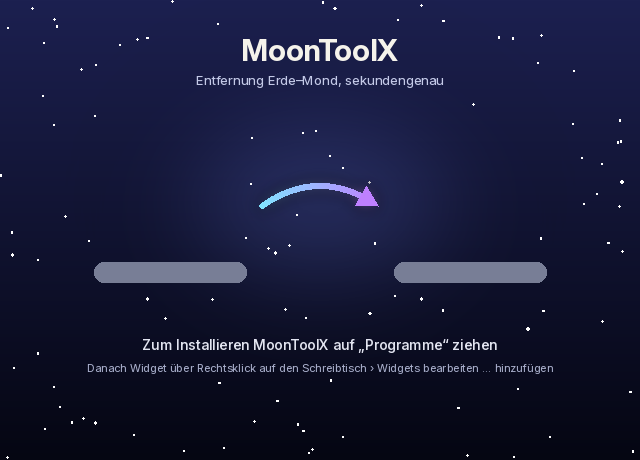 MoonToolX
Entfernung Erde–Mond, sekundengenau
Zum Installieren MoonToolX auf „Programme“ ziehen
Danach Widget über Rechtsklick auf den Schreibtisch › Widgets bearbeiten … hinzufügen